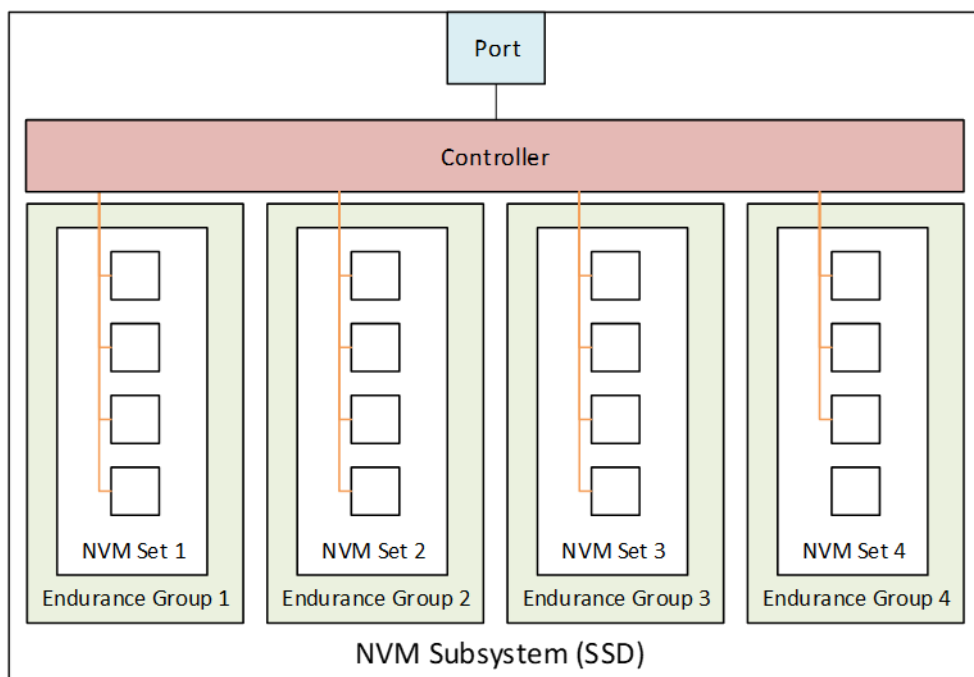 Port
Controller
NVM Set 1
NVM Set 2
NVM Set 3
NVM Set 4
Endurance Group 1
Endurance Group 2
Endurance Group 3
Endurance Group 4
NVM Subsystem (SSD)